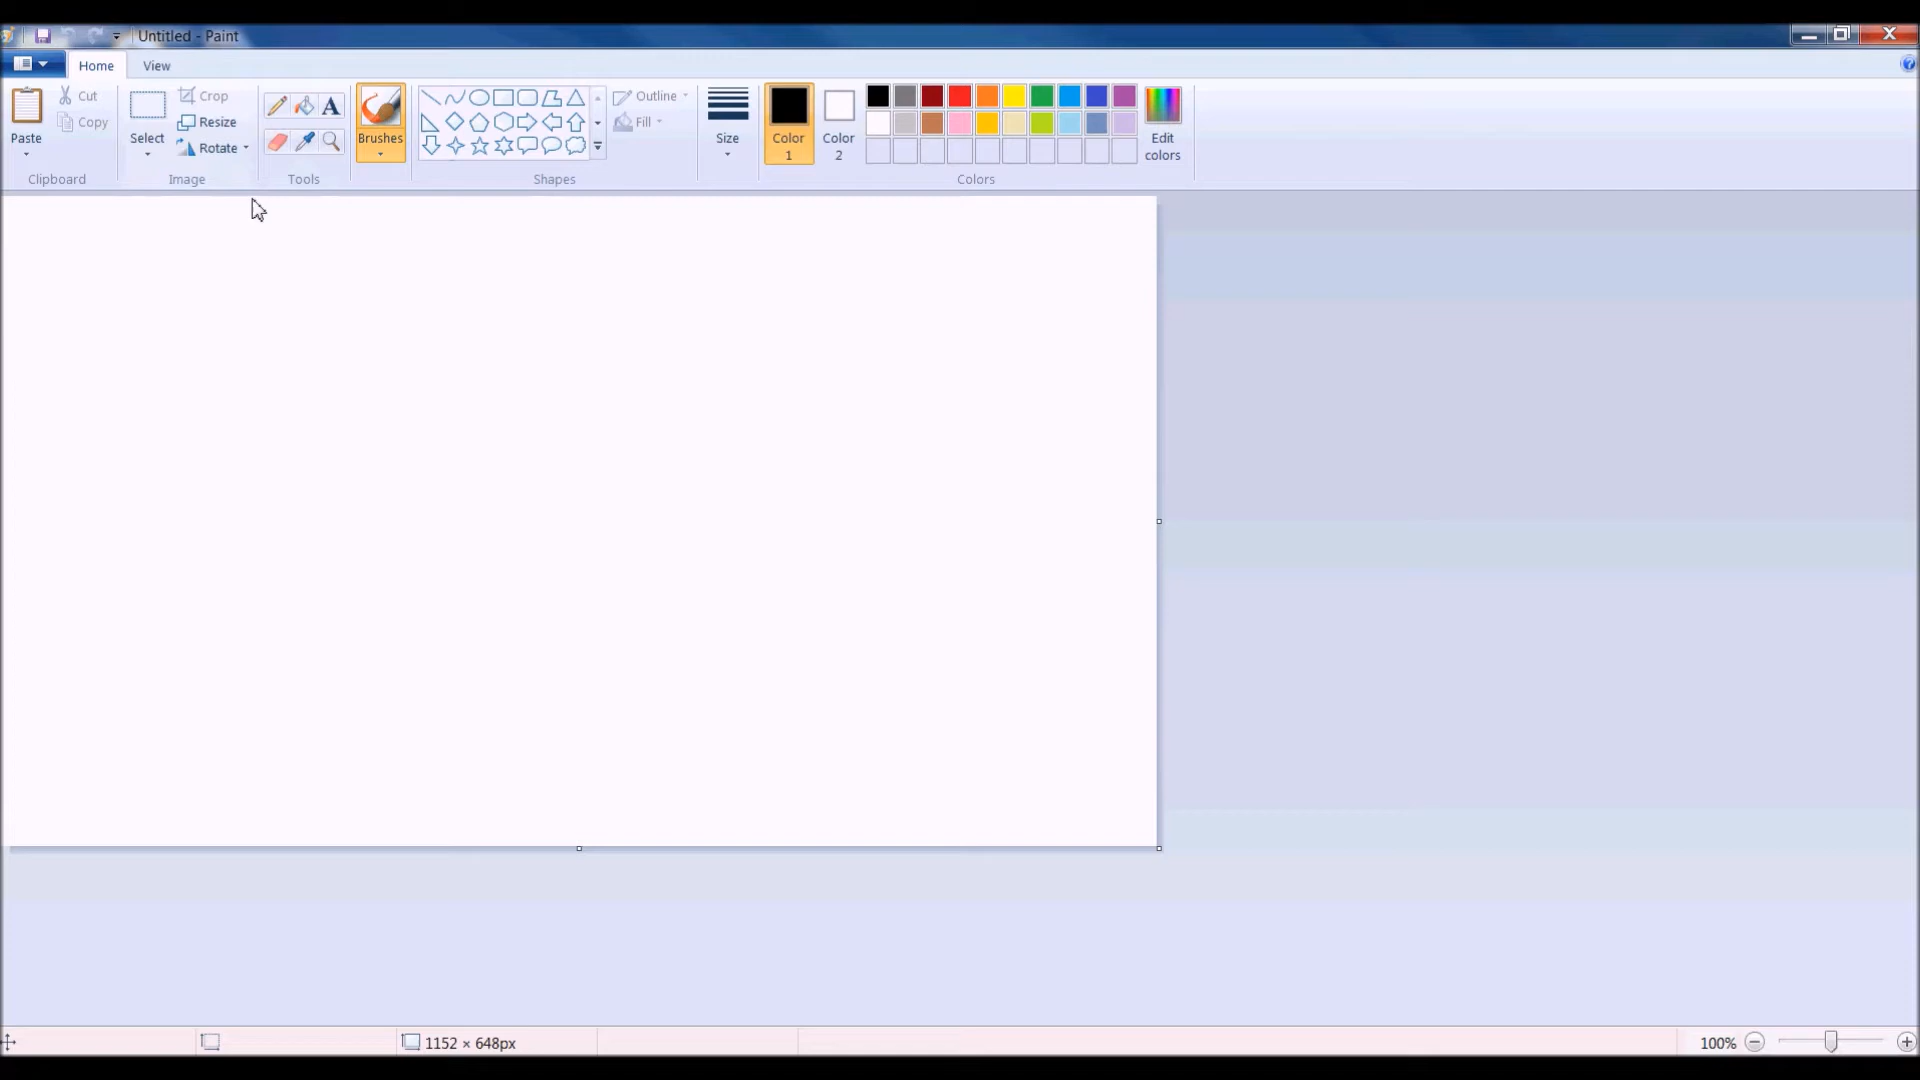 Untitled - Paint
Home View
Paste
Cut
Copy
Clipboard
Select
Crop
Resize
Rotate
Image
A
Tools
Brushes
Shapes
Outline
Fill
Size
Color 1
Color 2
Edit colors
Colors
1152 × 648px
100%